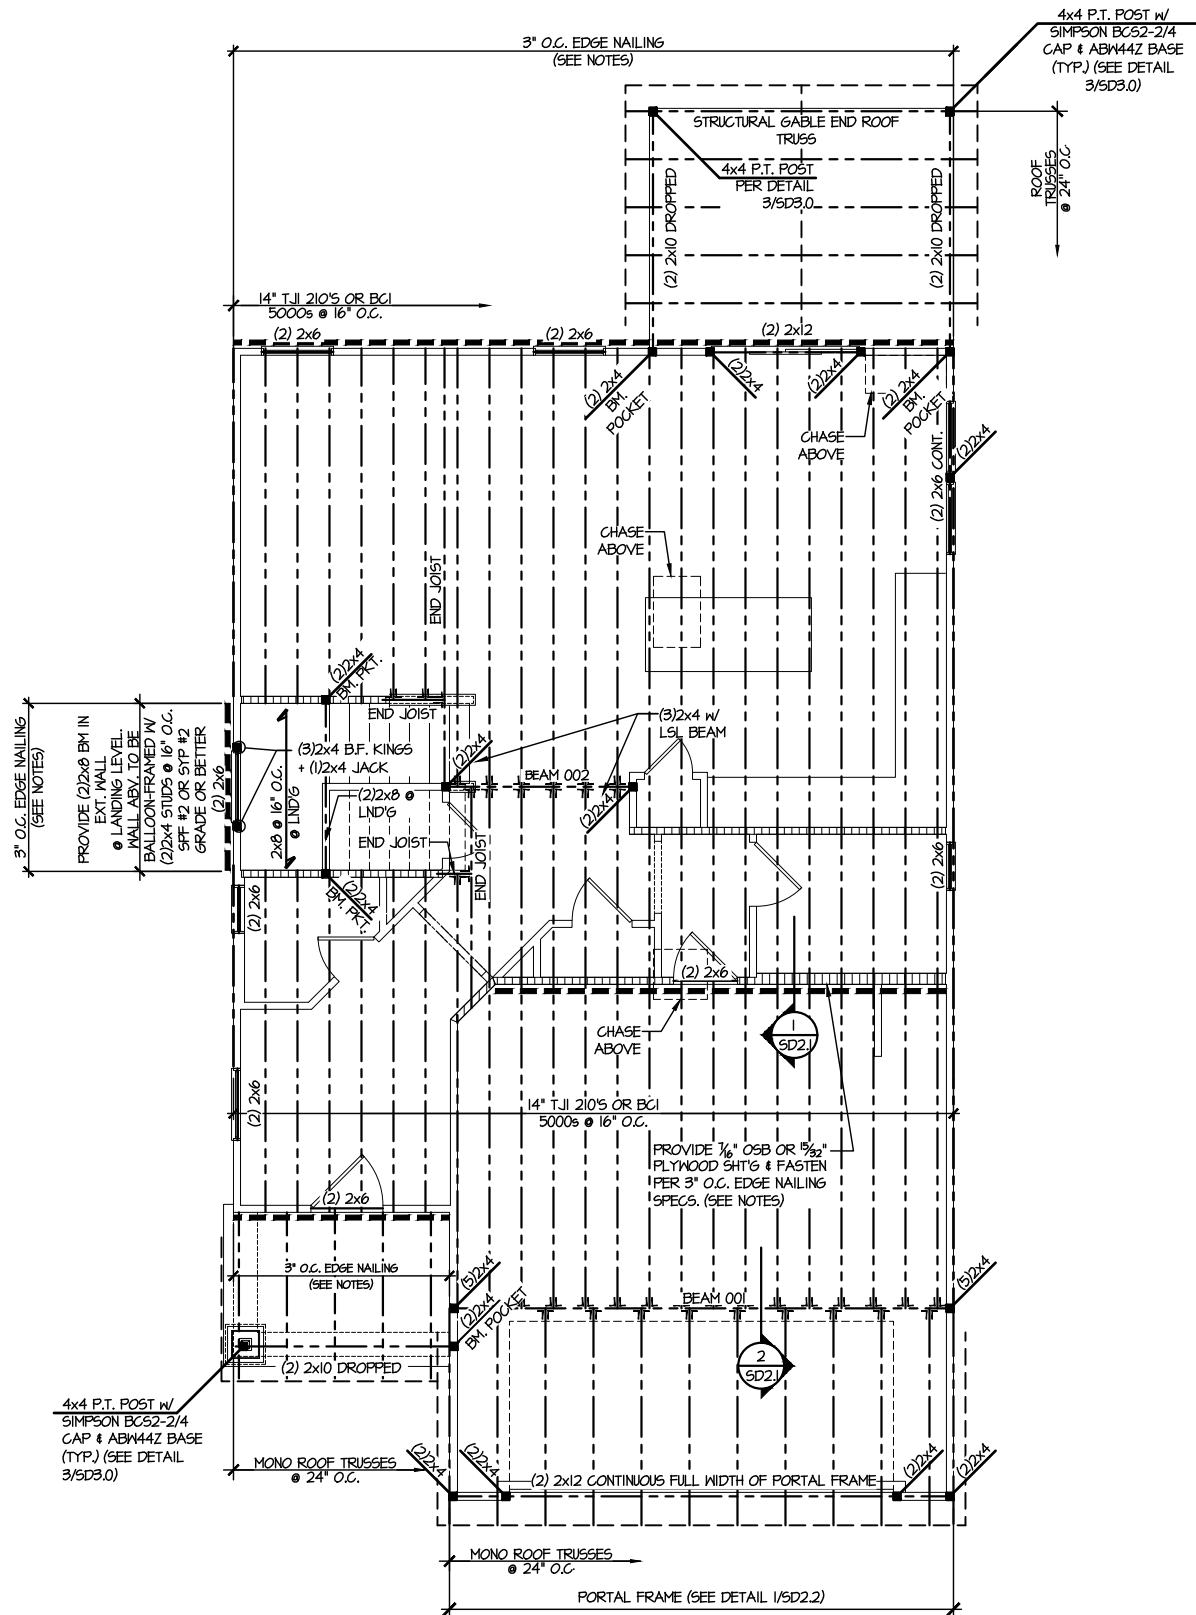 4x4 P.T. POST W/
SIMPSON BCS2-2/4
CAP & ABW44Z BASE
(TYP.) (SEE DETAIL
3/SD3.0)
3" O.C. EDGE NAILING
(SEE NOTES)
STRUCTURAL GABLE END ROOF
TRUSS
4x4 P.T. POST
PER DETAIL
3/SD3.0
(2) 2x10 DROPPED
(2) 2x10 DROPPED
ROOF
TRUSSES
@ 24" O.C.
14" TJI 210'S OR BCI
5000s @ 16" O.C.
(2) 2x6
(2) 2x6
(2) 2x12
(2) 2x4
BM.
POCKET
(2)2x4
(2)2x4
(2) 2x4
BM.
POCKET
CHASE
ABOVE
(2) 2x6 CONT.
(2)2x4
CHASE
ABOVE
END JOIST
(2)2x4
BM. PKT.
END JOIST
(3)2x4 W/
LSL BEAM
3" O.C. EDGE NAILING
(SEE NOTES)
PROVIDE (2)2x8 BM IN
EXT. WALL
@ LANDING LEVEL.
WALL ABV. TO BE
BALLOON-FRAMED W/
(2)2x4 STUDS @ 16" O.C.
SPF #2 OR SYP #2
GRADE OR BETTER
(2) 2x6
(3)2x4 B.F. KINGS
+ (1)2x4 JACK
2x8 @ 16" O.C.
@ LND'G
(2)2x4
BEAM 002
(2)2x8 @
LND'G
(2)2x4
END JOIST
END JOIST
(2) 2x6
(2)2x4
BM. PKT.
(2) 2x6
(2) 2x6
CHASE
ABOVE
1
SD2.1
(2) 2x6
14" TJI 210'S OR BCI
5000s @ 16" O.C.
PROVIDE 7/16" OSB OR 15/32"
PLYWOOD SHT'G & FASTEN
PER 3" O.C. EDGE NAILING
SPECS. (SEE NOTES)
(2) 2x6
3" O.C. EDGE NAILING
(SEE NOTES)
(5)2x4
(2)2x4
BM. POCKET
BEAM 001
(5)2x4
2
SD2.1
(2) 2x10 DROPPED
4x4 P.T. POST W/
SIMPSON BCS2-2/4
CAP & ABW44Z BASE
(TYP.) (SEE DETAIL
3/SD3.0)
MONO ROOF TRUSSES
@ 24" O.C.
(2)2x4
(2)2x4
(2) 2x12 CONTINUOUS FULL WIDTH OF PORTAL FRAME
(2)2x4
(2)2x4
MONO ROOF TRUSSES
@ 24" O.C.
PORTAL FRAME (SEE DETAIL 1/SD2.2)